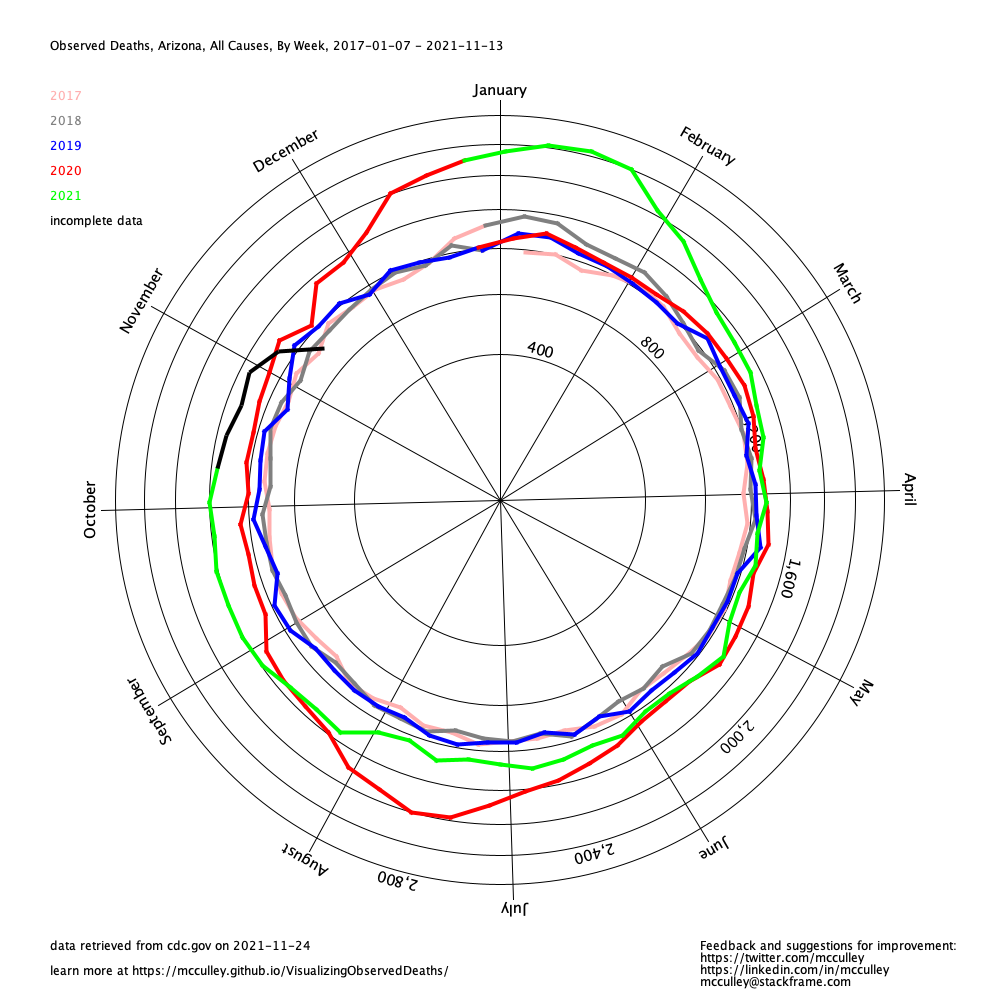 Observed Deaths, Arizona, All Causes, By Week, 2017-01-07 - 2021-11-13
January
2017
2018
2019
2020
2021
incomplete data
December
February
November
March
October
April
September
May
August
June
July
400
800
1,200
1,600
2,000
2,400
2,800
data retrieved from cdc.gov on 2021-11-24
learn more at https://mcculley.github.io/VisualizingObservedDeaths/
Feedback and suggestions for improvement:
https://twitter.com/mcculley
https://linkedin.com/in/mcculley
mcculley@stackframe.com